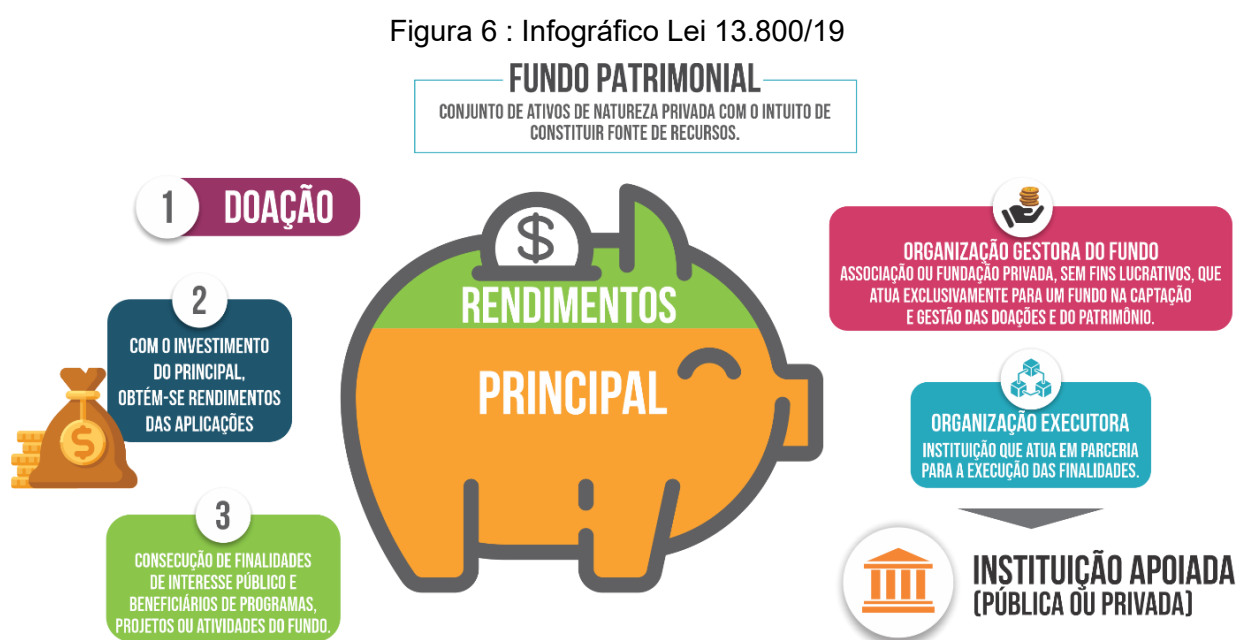 Figura 6 : Infográfico Lei 13.800/19
FUNDO PATRIMONIAL
CONJUNTO DE ATIVOS DE NATUREZA PRIVADA COM O INTUITO DE
CONSTITUIR FONTE DE RECURSOS.
1 DOAÇÃO
2
COM O INVESTIMENTO
DO PRINCIPAL,
OBTÉM-SE RENDIMENTOS
DAS APLICAÇÕES
$
3
CONSECUÇÃO DE FINALIDADES
DE INTERESSE PÚBLICO E
BENEFICIÁRIOS DE PROGRAMAS,
PROJETOS OU ATIVIDADES DO FUNDO.
$
RENDIMENTOS
PRINCIPAL
ORGANIZAÇÃO GESTORA DO FUNDO
ASSOCIAÇÃO OU FUNDAÇÃO PRIVADA, SEM FINS LUCRATIVOS, QUE
ATUA EXCLUSIVAMENTE PARA UM FUNDO NA CAPTAÇÃO
E GESTÃO DAS DOAÇÕES E DO PATRIMÔNIO.
ORGANIZAÇÃO EXECUTORA
INSTITUIÇÃO QUE ATUA EM PARCERIA
PARA A EXECUÇÃO DAS FINALIDADES.
INSTITUIÇÃO APOIADA
(PÚBLICA OU PRIVADA)